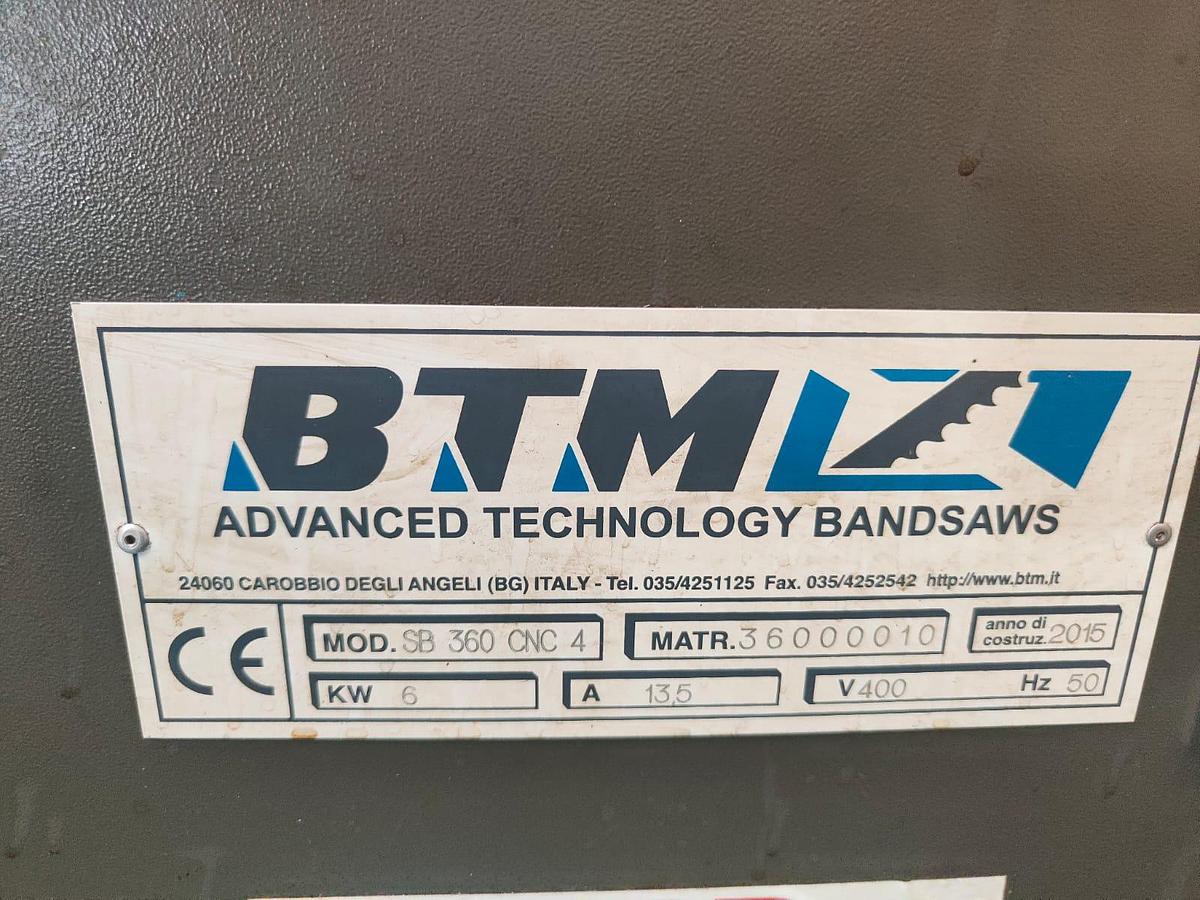 BTM
ADVANCED TECHNOLOGY BANDSAWS
24060 CAROBBIO DEGLI ANGELI (BG) ITALY - Tel. 035/4251125 Fax. 035/4252542 http://www.btm.it
CE MOD. SB 360 CNC 4 MATR. 36000010 anno di costruz. 2015
KW 6 A 13,5 V 400 Hz 50